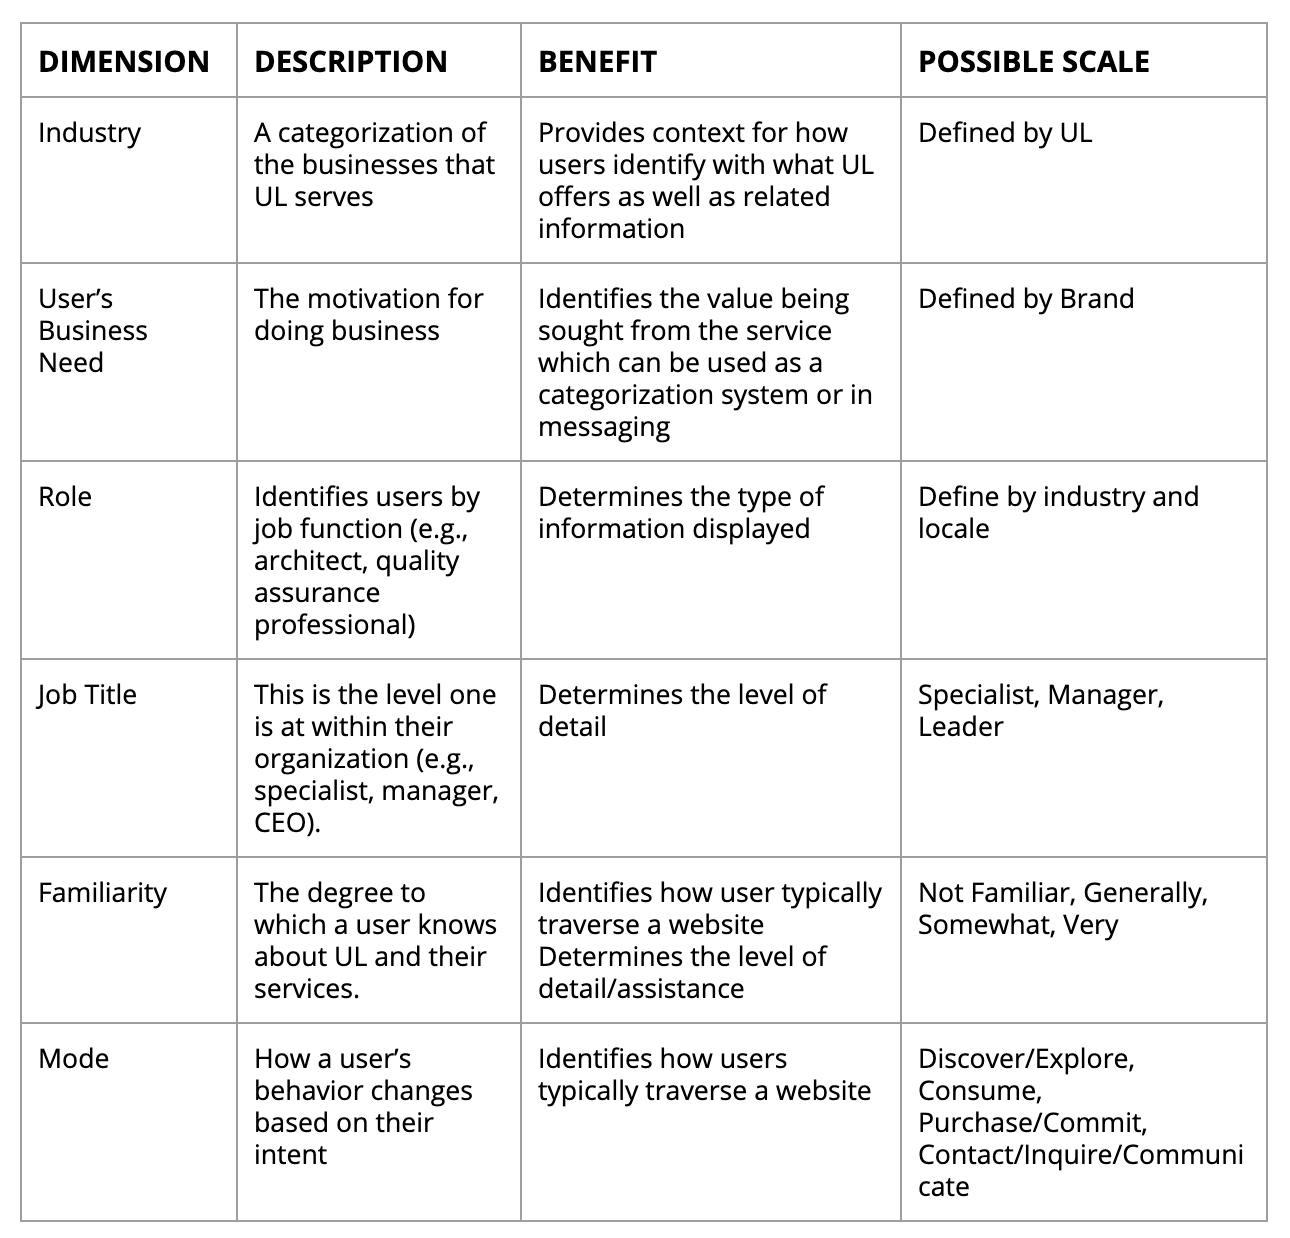 DIMENSION
DESCRIPTION
BENEFIT
POSSIBLE SCALE
Industry
A categorization of
the businesses that
UL serves
Provides context for how
users identify with what UL
offers as well as related
information
Defined by UL
User’s
Business
Need
The motivation for
doing business
Identifies the value being
sought from the service
which can be used as a
categorization system or in
messaging
Defined by Brand
Role
Identifies users by
job function (e.g.,
architect, quality
assurance
professional)
Determines the type of
information displayed
Define by industry and
locale
Job Title
This is the level one
is at within their
organization (e.g.,
specialist, manager,
CEO).
Determines the level of
detail
Specialist, Manager,
Leader
Familiarity
The degree to
which a user knows
about UL and their
services.
Identifies how user typically
traverse a website
Determines the level of
detail/assistance
Not Familiar, Generally,
Somewhat, Very
Mode
How a user’s
behavior changes
based on their
intent
Identifies how users
typically traverse a website
Discover/Explore,
Consume,
Purchase/Commit,
Contact/Inquire/Communi
cate